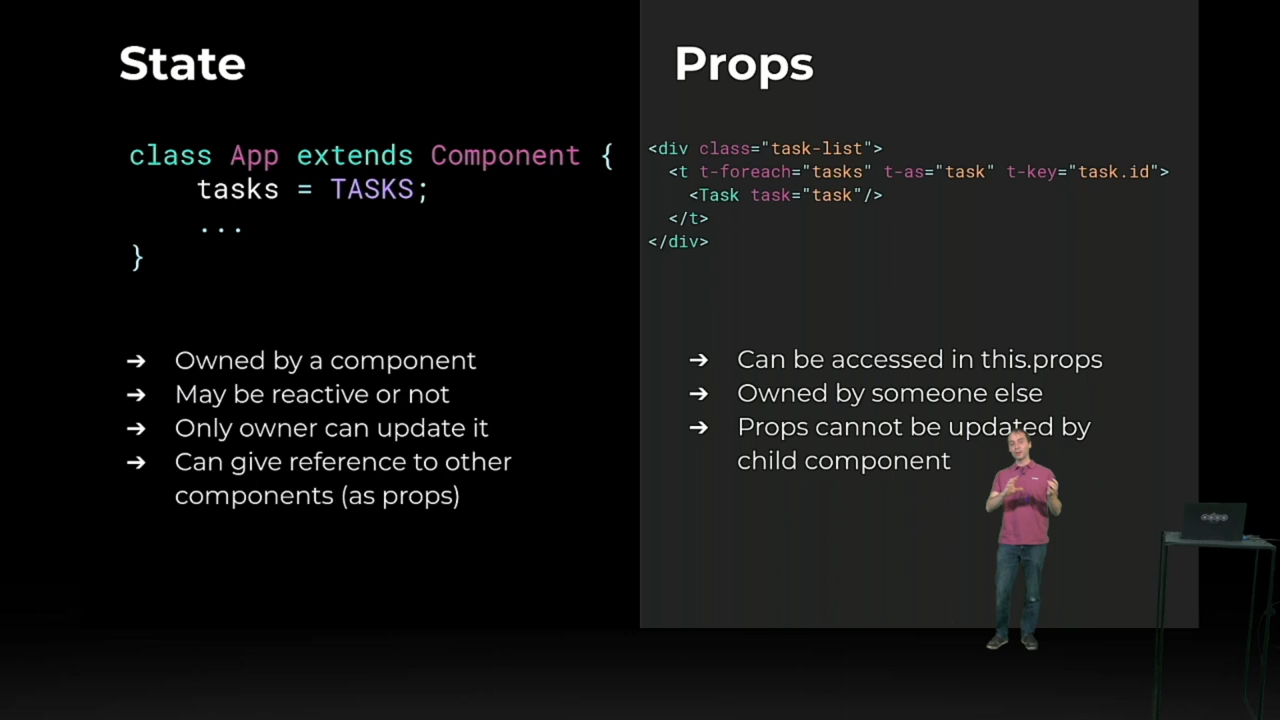 State
class App extends Component {
tasks = TASKS;
...
}
➔ Owned by a component
➔ May be reactive or not
➔ Only owner can update it
➔ Can give reference to other
components (as props)
Props
<div class="task-list">
<t t-foreach="tasks" t-as="task" t-key="task.id">
<Task task="task"/>
</t>
</div>
➔ Can be accessed in this.props
➔ Owned by someone else
➔ Props cannot be updated by
child component
odoo